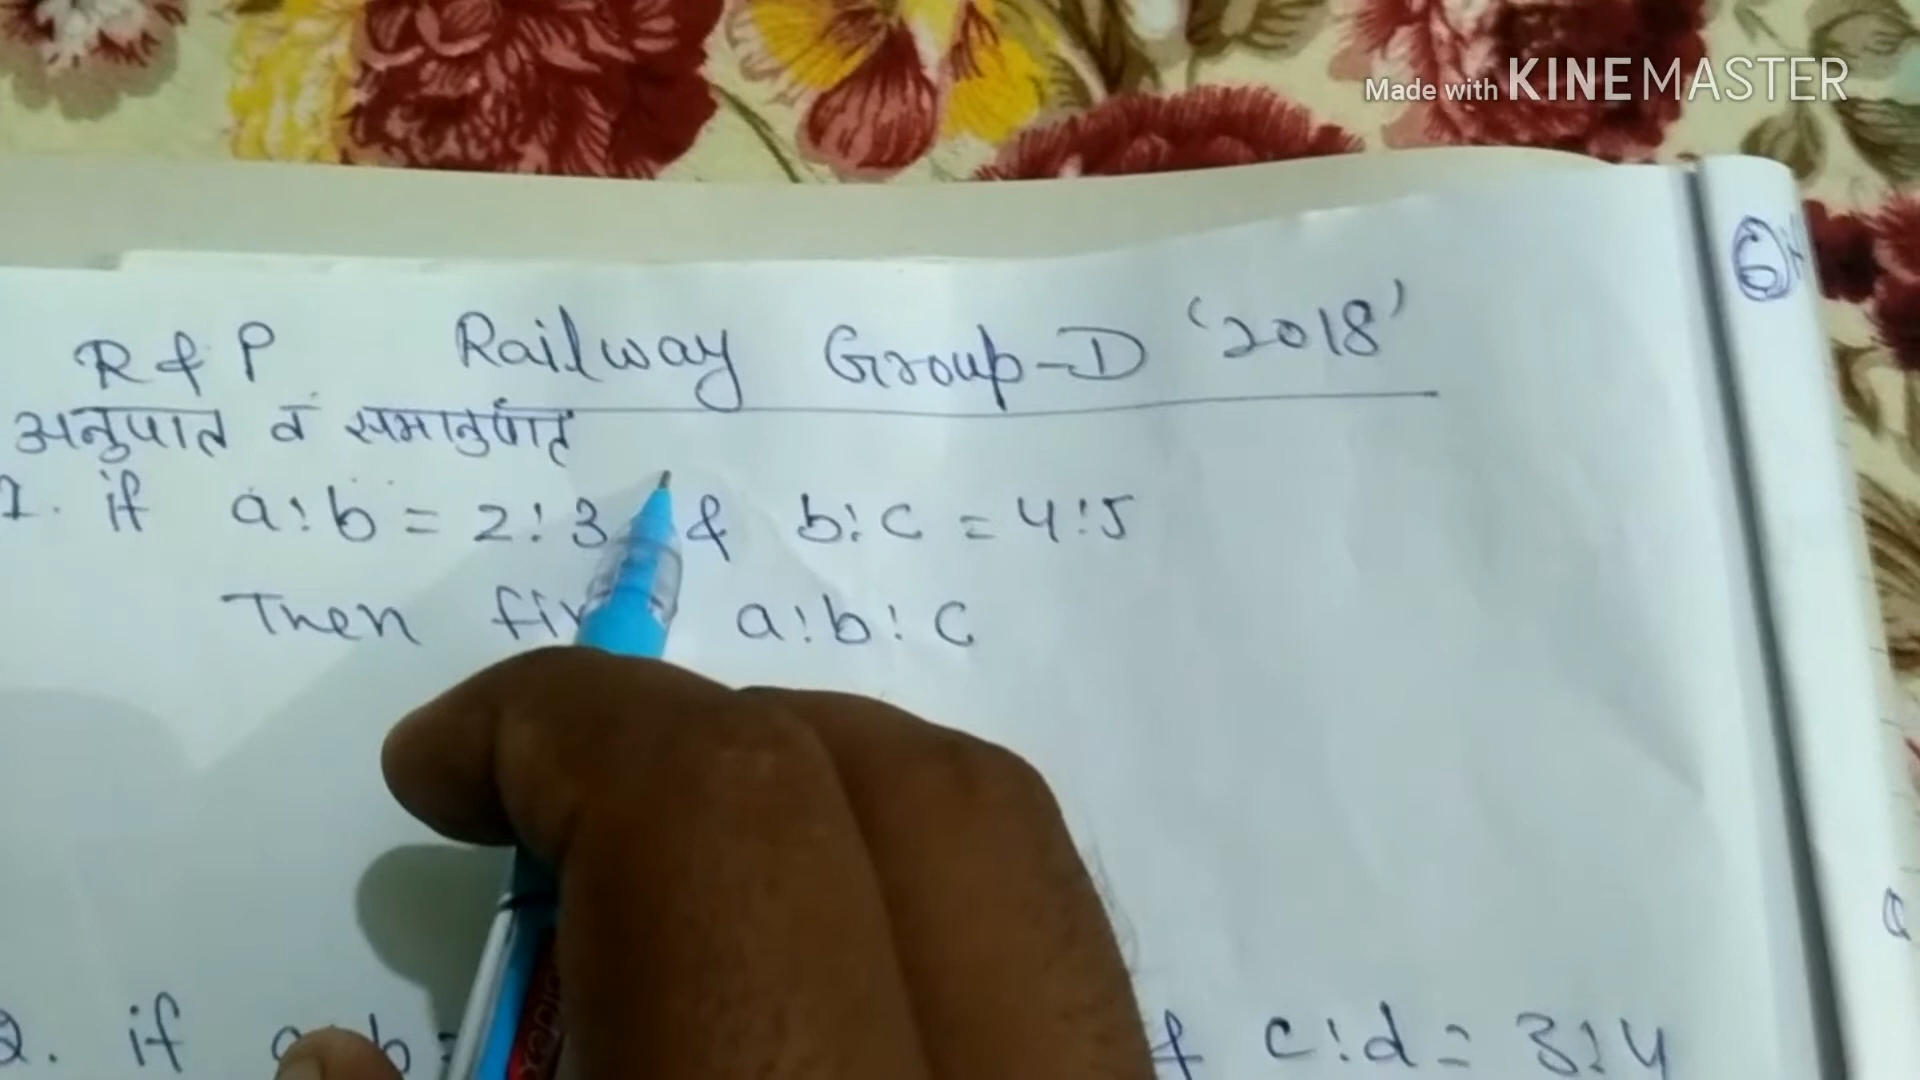 Made with KINEMASTER
R & P Railway Group-D '2018'
अनुपात व समानुपात
1. if a:b = 2:3 & b:c = 4:5
Then a:b:c
2. if & c:d = 3:4
6